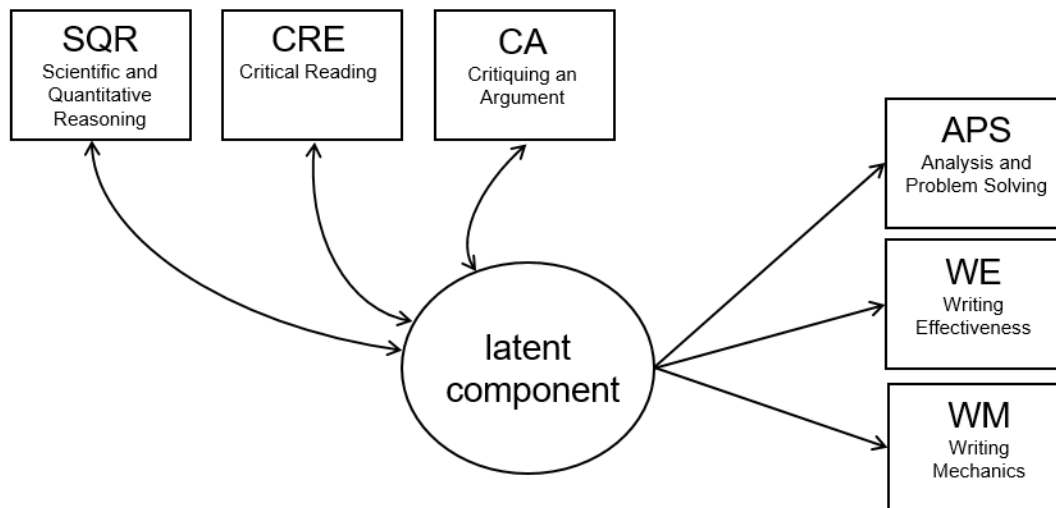 SQR
Scientific and
Quantitative
Reasoning
CRE
Critical Reading
CA
Critiquing an
Argument
APS
Analysis and
Problem Solving
WE
Writing
Effectiveness
WM
Writing
Mechanics
latent
component